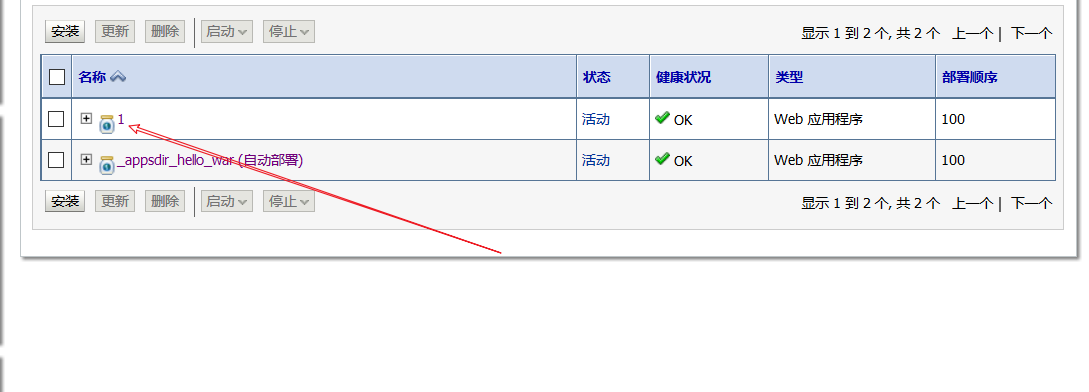 安装 更新 删除 启动 停止 显示 1 到 2 个, 共 2 个 上一个 | 下一个
名称 状态 健康状况 类型 部署顺序
1 活动 OK Web 应用程序 100
_appsdir_hello_war (自动部署) 活动 OK Web 应用程序 100
安装 更新 删除 启动 停止 显示 1 到 2 个, 共 2 个 上一个 | 下一个